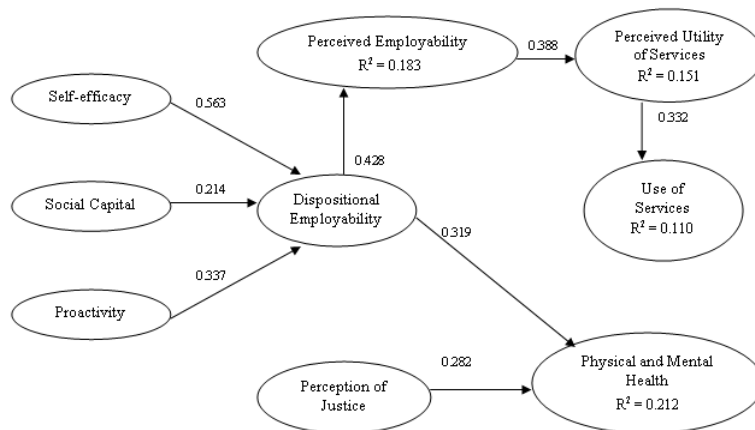 Perceived Employability
R² = 0.183
0.388
Perceived Utility
of Services
R² = 0.151
Self-efficacy
0.563
0.332
0.428
Social Capital
0.214
Dispositional
Employability
Use of
Services
R² = 0.110
0.319
0.337
Proactivity
0.282
Perception of
Justice
Physical and Mental
Health
R² = 0.212